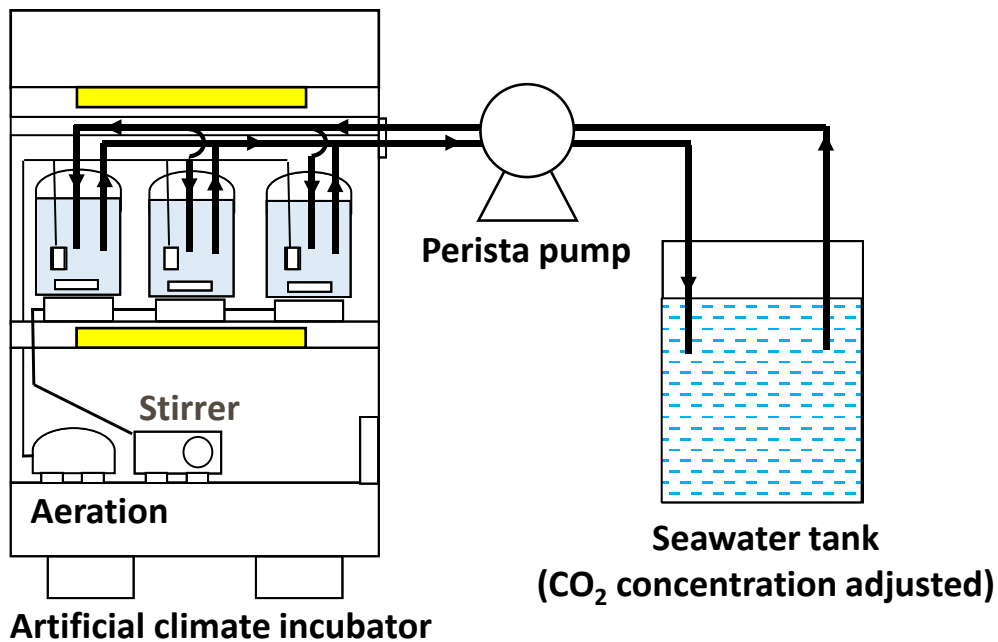 Perista pump
Stirrer
Aeration
Seawater tank
(CO₂ concentration adjusted)
Artificial climate incubator